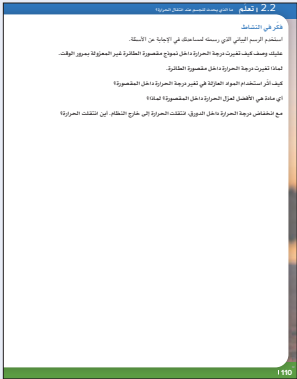 2.2 | تعلم ما الذي يحدث للجسم عند انتقال الحرارة؟
فكر في النشاط
استخدم الرسم البياني الذي رسمته لمساعدتك في الإجابة عن الأسئلة.
عليك وصف كيف تغيرت درجة الحرارة داخل نموذج مقصورة الطائرة غير المعزولة بمرور الوقت.
لماذا تغيرت درجة الحرارة داخل مقصورة الطائرة.
كيف أثر استخدام المواد العازلة في تغير درجة الحرارة داخل المقصورة؟
أي مادة هي الأفضل لعزل الحرارة داخل المقصورة؟ لماذا؟
مع انخفاض درجة الحرارة داخل الدورق، انتقلت الحرارة إلى خارج النظام. أين انتقلت الحرارة؟
110